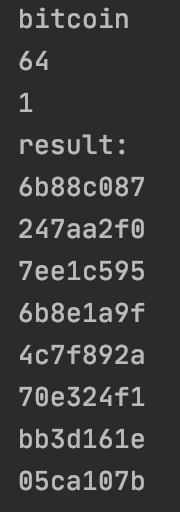 bitcoin
64
1
result:
6b88c087
247aa2f0
7ee1c595
6b8e1a9f
4c7f892a
70e324f1
bb3d161e
05ca107b